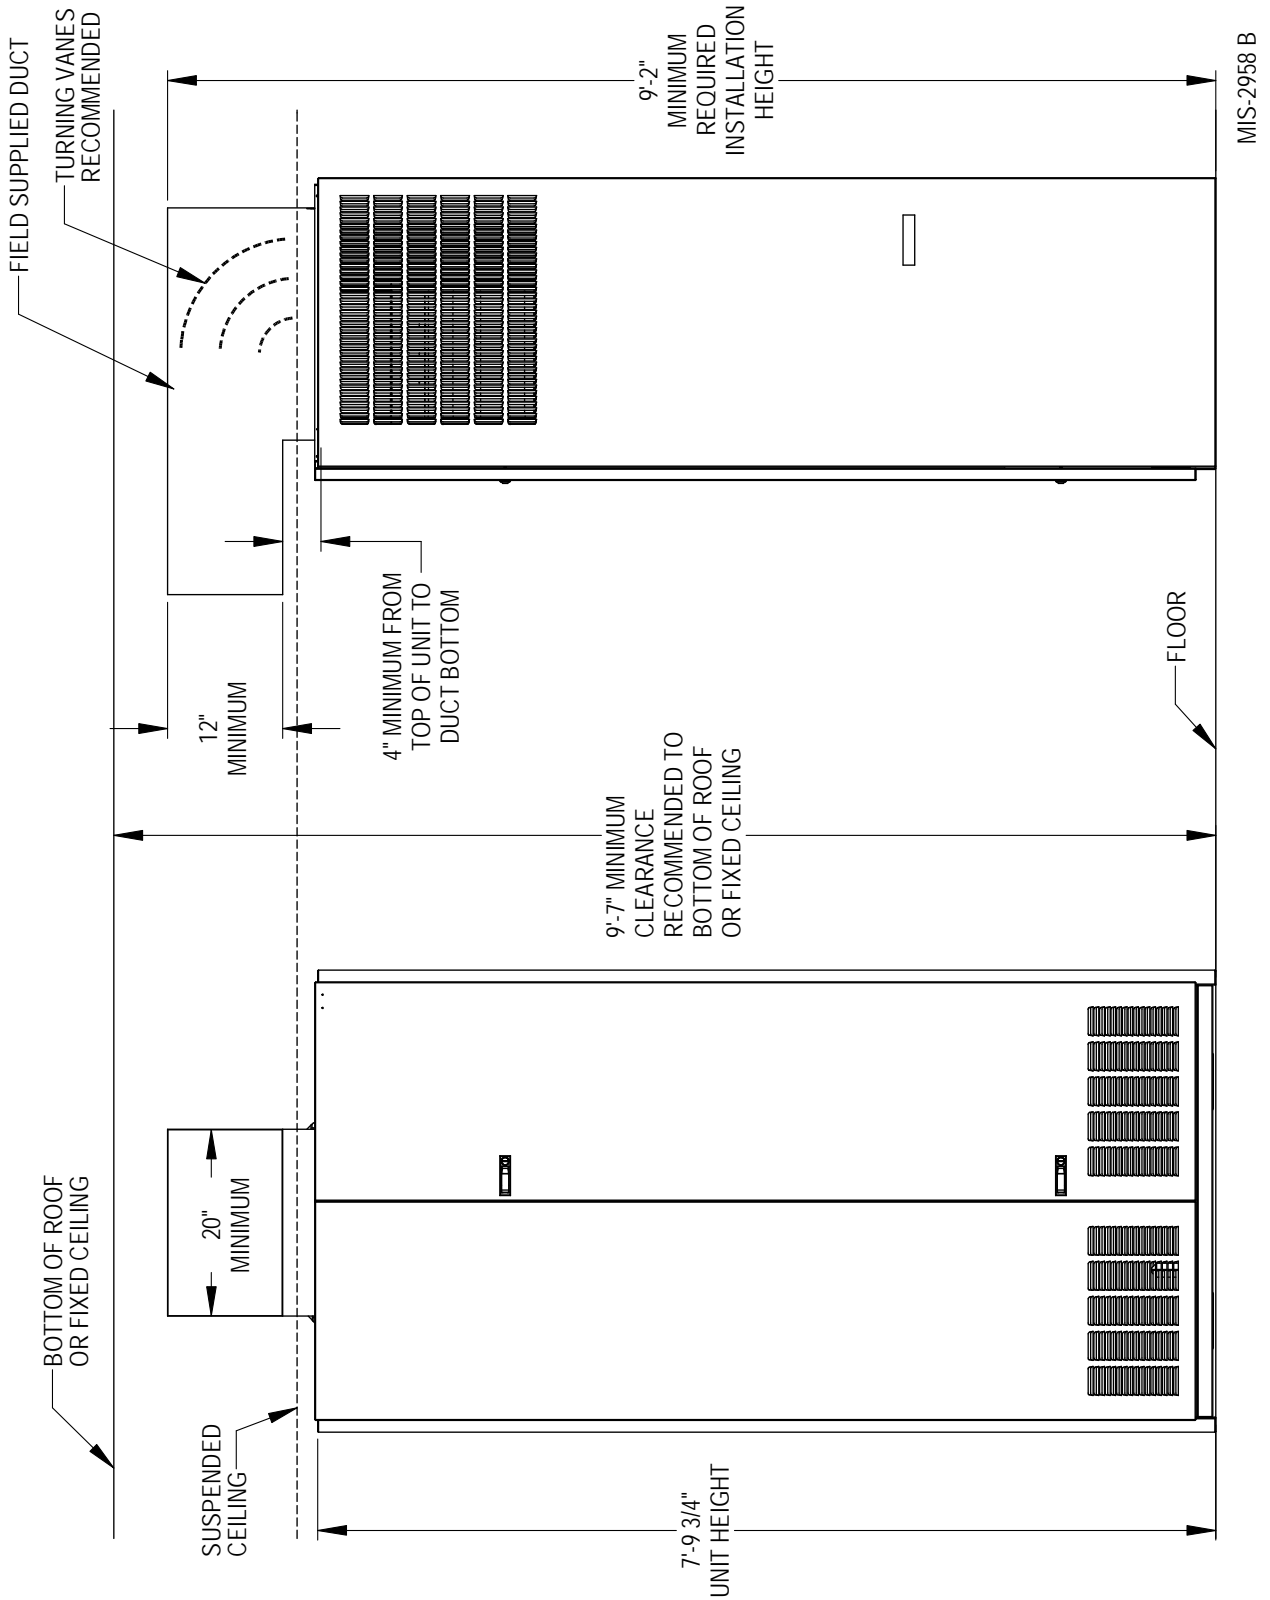 BOTTOM OF ROOF
OR FIXED CEILING
SUSPENDED
CEILING
20"
MINIMUM
7'-9 3/4"
UNIT HEIGHT
9'-7" MINIMUM
CLEARANCE
RECOMMENDED TO
BOTTOM OF ROOF
OR FIXED CEILING
12"
MINIMUM
4" MINIMUM FROM
TOP OF UNIT TO
DUCT BOTTOM
FLOOR
FIELD SUPPLIED DUCT
TURNING VANES
RECOMMENDED
9'-2"
MINIMUM
REQUIRED
INSTALLATION
HEIGHT
MIS-2958 B